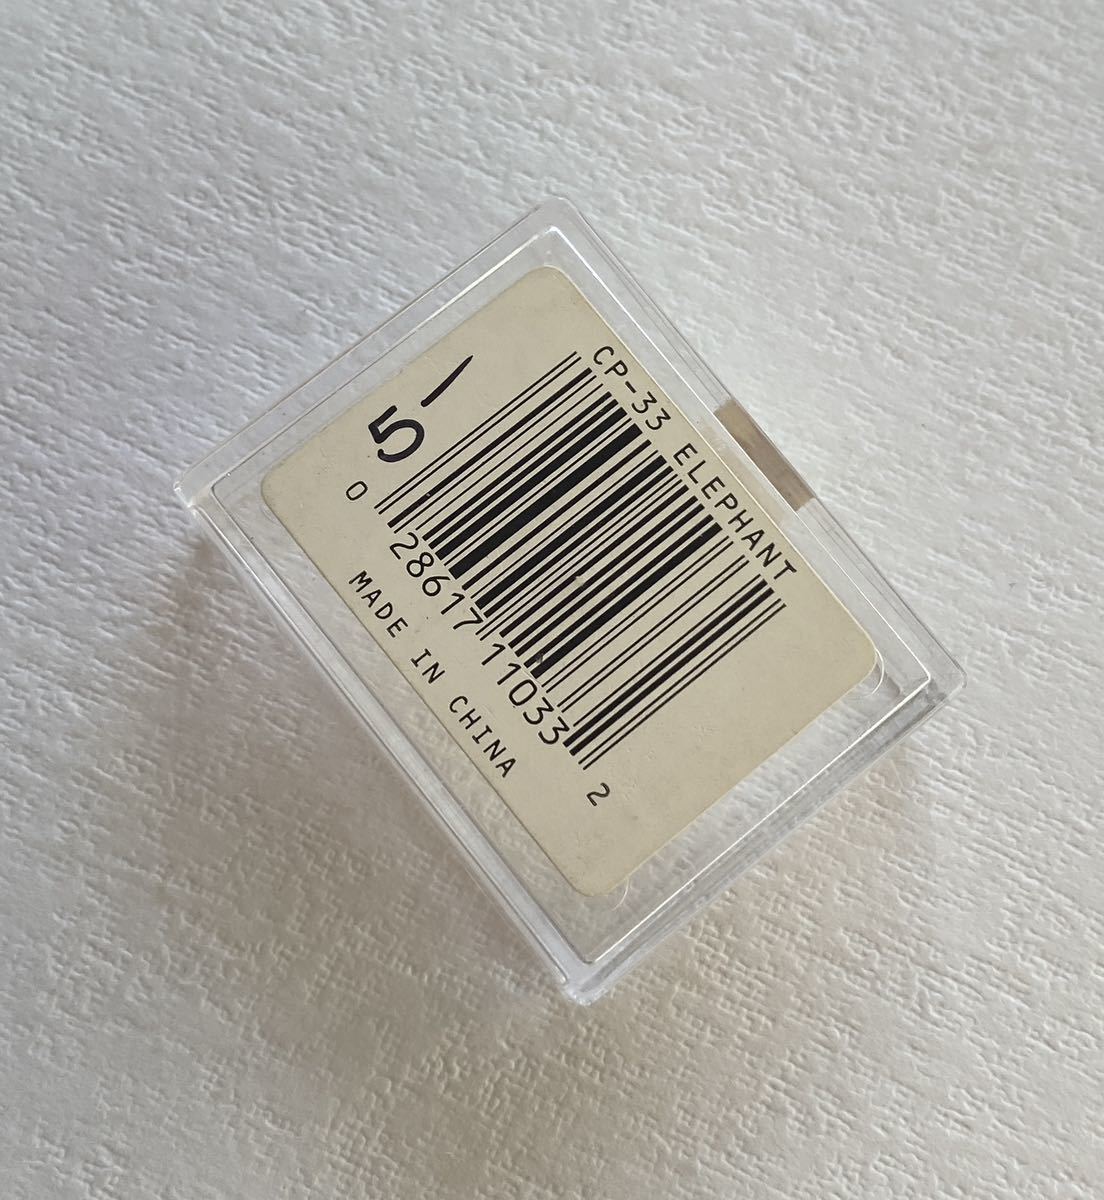 CP-33 ELEPHANT
5-
0 28617 11033 2
MADE IN CHINA